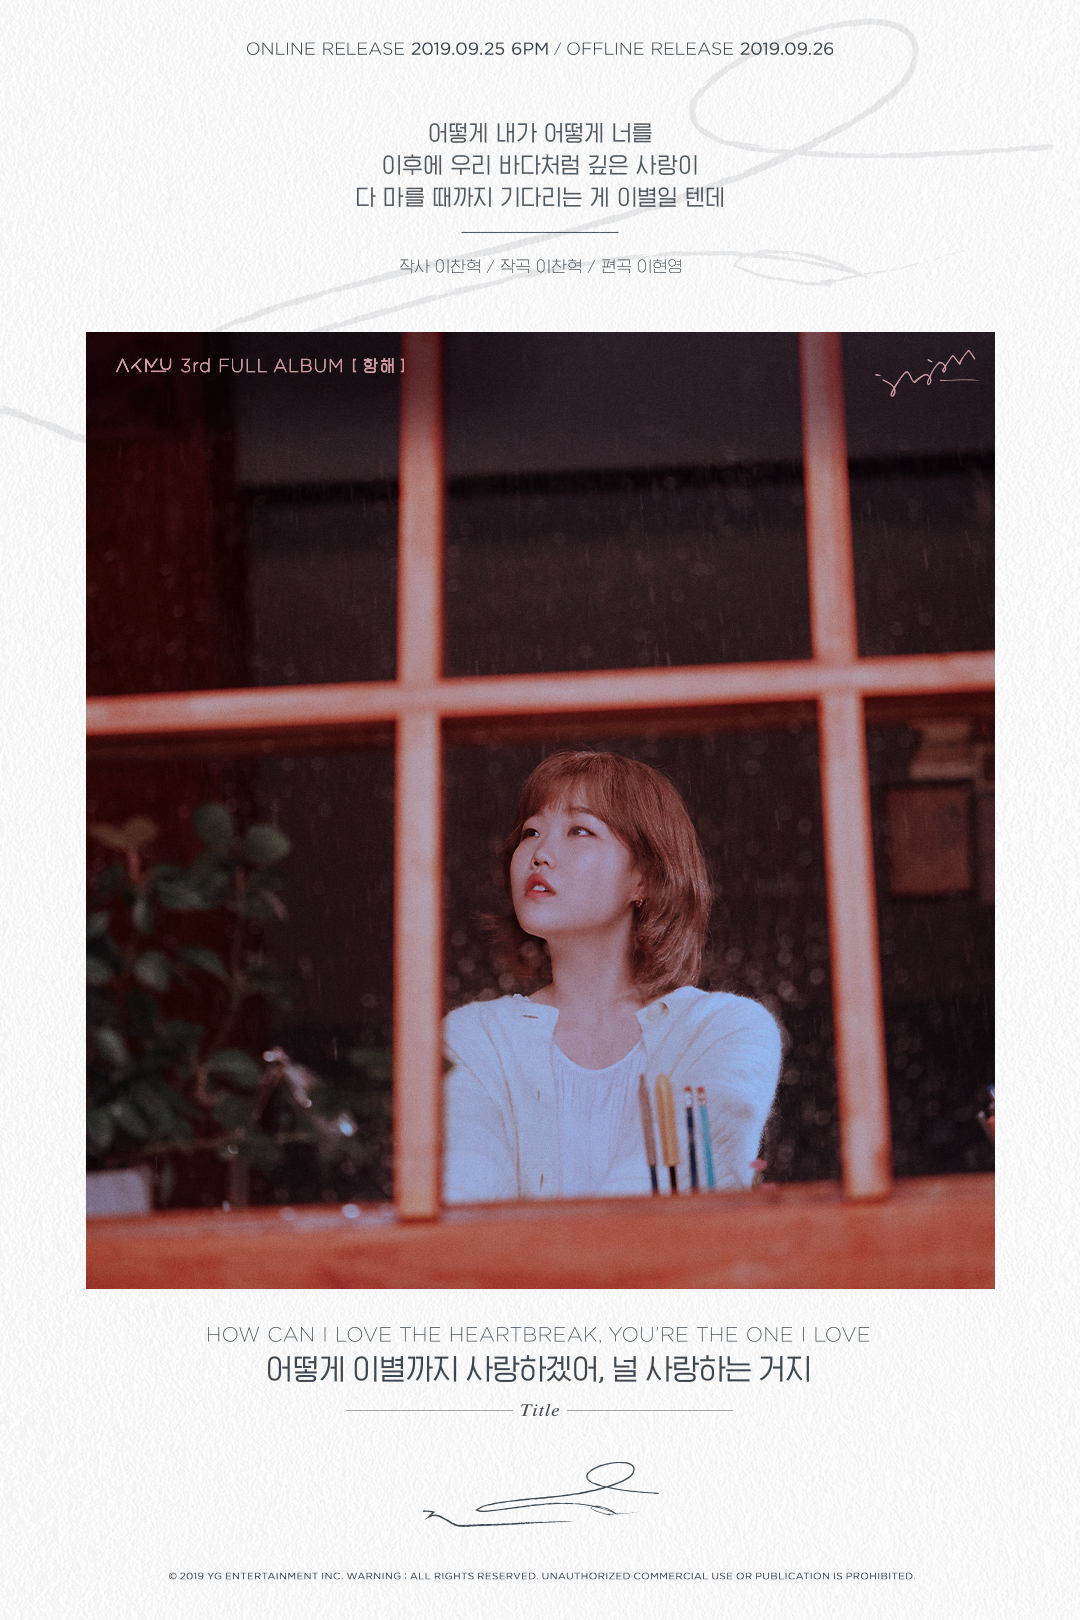 ONLINE RELEASE 2019.09.25 6PM / OFFLINE RELEASE 2019.09.26
어떻게 내가 어떻게 너를
이후에 우리 바다처럼 깊은 사랑이
다 마를 때까지 기다리는 게 이별일 텐데
작사 이찬혁 / 작곡 이찬혁 / 편곡 이현영
AKMU 3rd FULL ALBUM [ 항해 ]
HOW CAN I LOVE THE HEARTBREAK, YOU'RE THE ONE I LOVE
어떻게 이별까지 사랑하겠어, 널 사랑하는 거지
Title
© 2019 YG ENTERTAINMENT INC. WARNING : ALL RIGHTS RESERVED. UNAUTHORIZED COMMERCIAL USE OR PUBLICATION IS PROHIBITED.